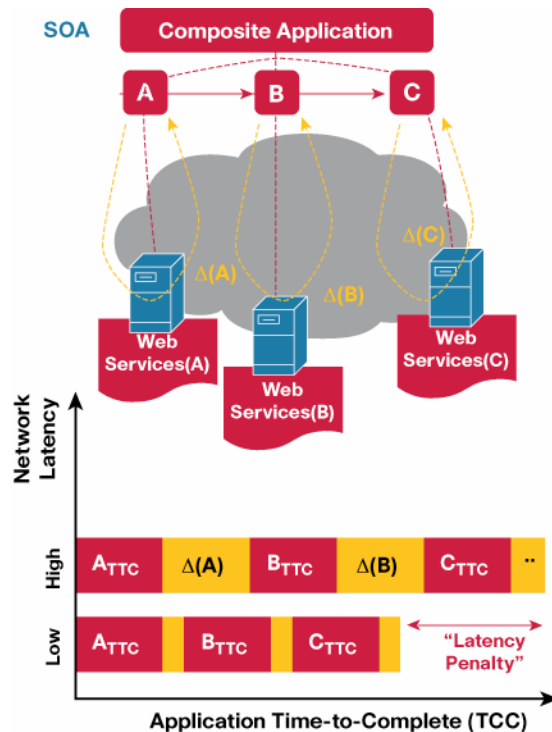 SOA
Composite Application
A
B
C
Δ(A)
Δ(B)
Δ(C)
Web
Services(A)
Web
Services(B)
Web
Services(C)
Network
Latency
High
ATTC
Δ(A)
BTTC
Δ(B)
CTTC
..
Low
ATTC
BTTC
CTTC
“Latency
Penalty”
Application Time-to-Complete (TCC)